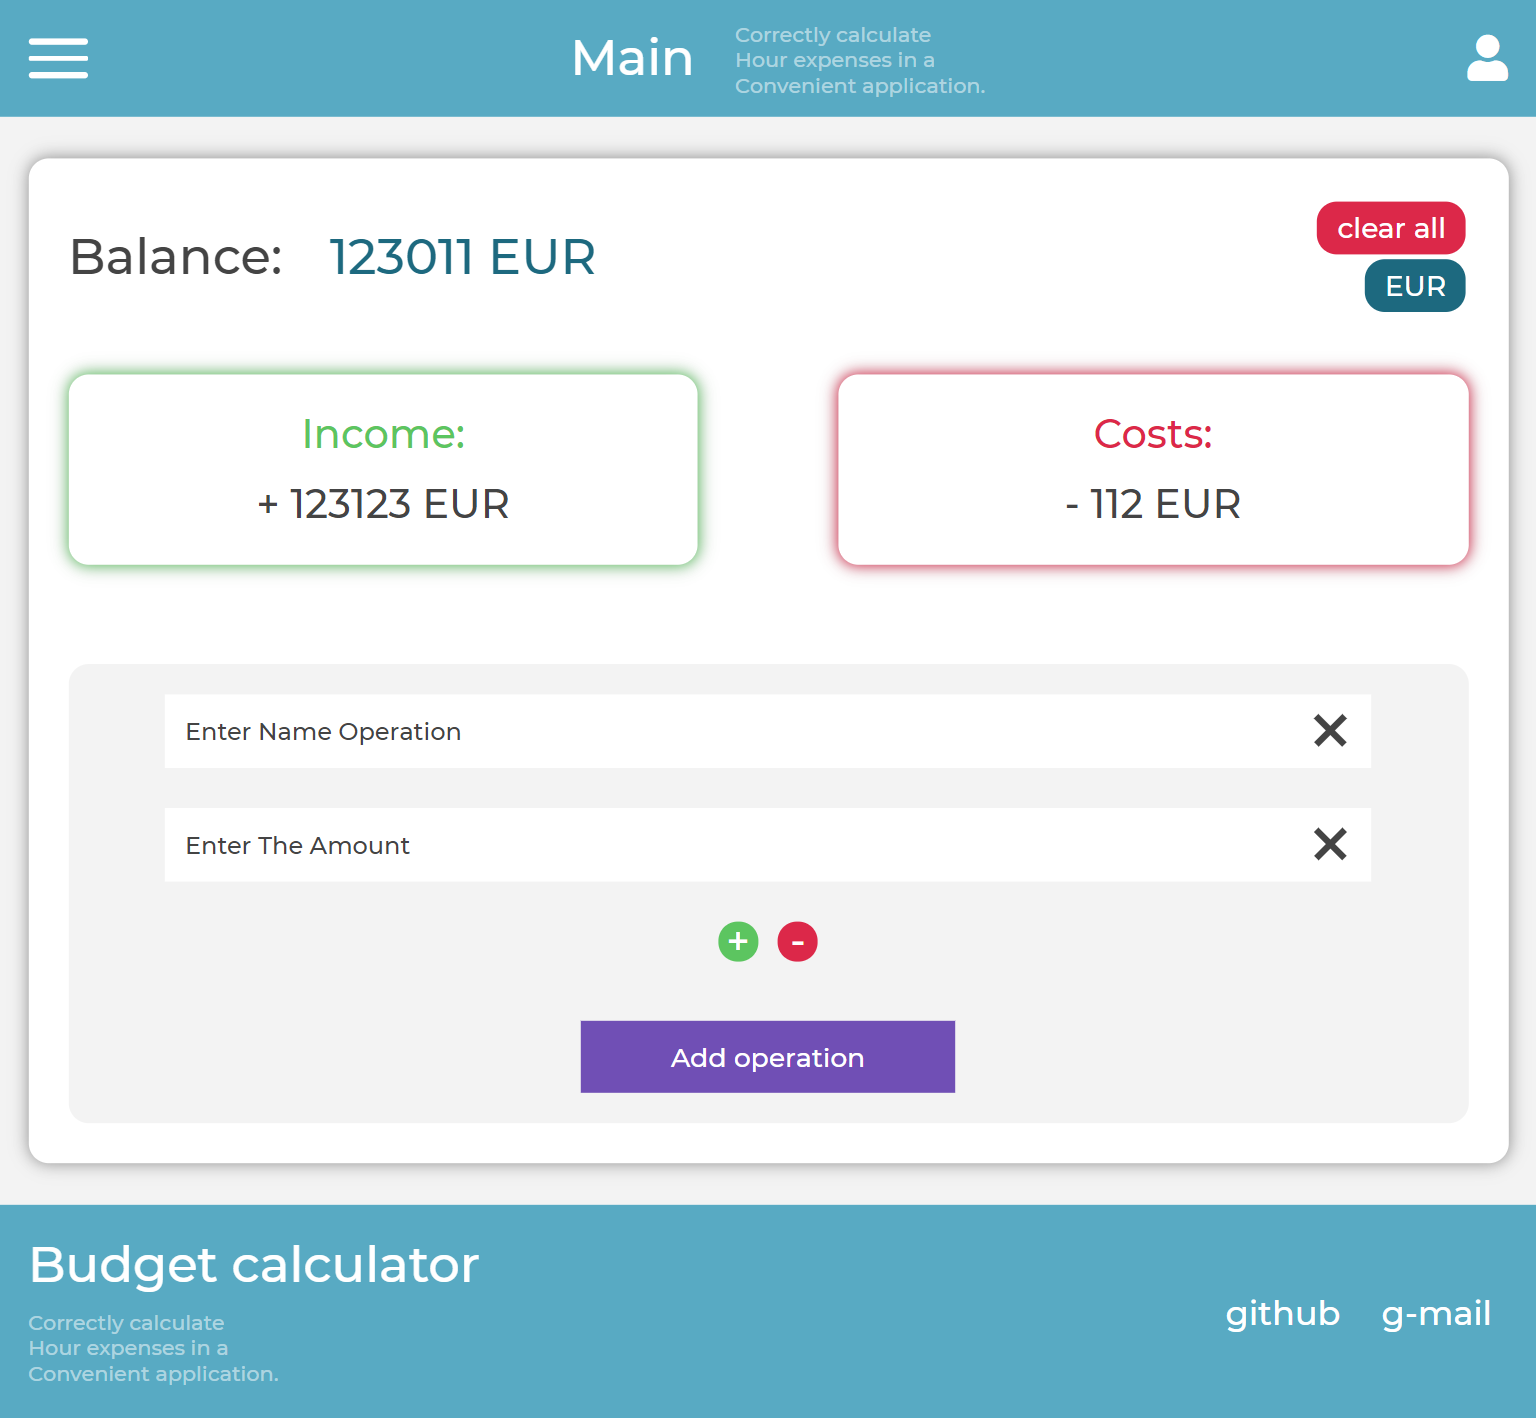 Main
Correctly calculate
Hour expenses in a
Convenient application.
Balance: 123011 EUR
clear all
EUR
Income:
+ 123123 EUR
Costs:
- 112 EUR
Enter Name Operation
Enter The Amount
+ -
Add operation
Budget calculator
Correctly calculate
Hour expenses in a
Convenient application.
github g-mail